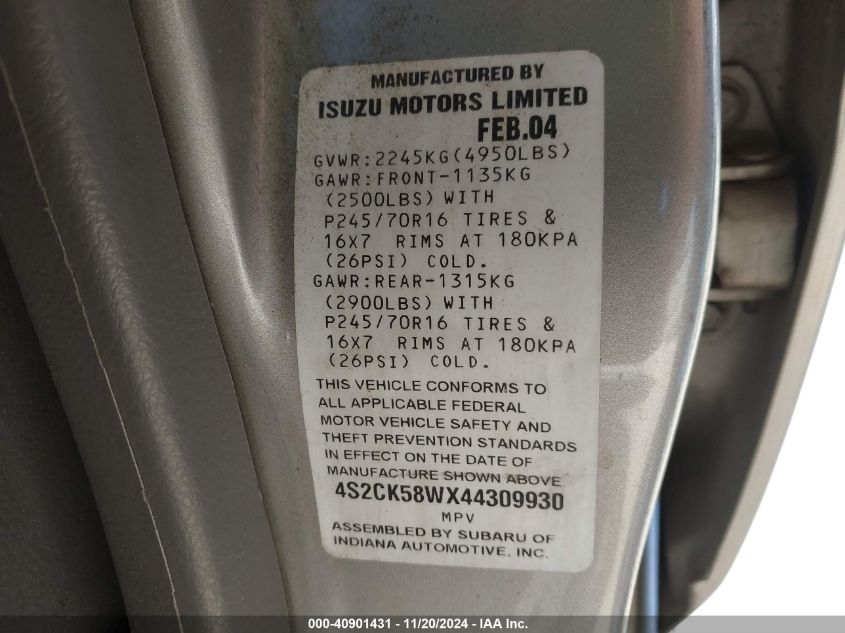 MANUFACTURED BY
ISUZU MOTORS LIMITED
FEB.04
GVWR:2245KG(4950LBS)
GAWR:FRONT-1135KG
(2500LBS)WITH
P245/70R16 TIRES &
16X7 RIMS AT 180KPA
(26PSI) COLD.
GAWR:REAR-1315KG
(2900LBS)WITH
P245/70R16 TIRES &
16X7 RIMS AT 180KPA
(26PSI) COLD.
THIS VEHICLE CONFORMS TO
ALL APPLICABLE FEDERAL
MOTOR VEHICLE SAFETY AND
THEFT PREVENTION STANDARDS
IN EFFECT ON THE DATE OF
MANUFACTURE SHOWN ABOVE
4S2CK58WX44309930
MPV
ASSEMBLED BY SUBARU OF
INDIANA AUTOMOTIVE, INC.
000-40901431 - 11/20/2024 - IAA Inc.